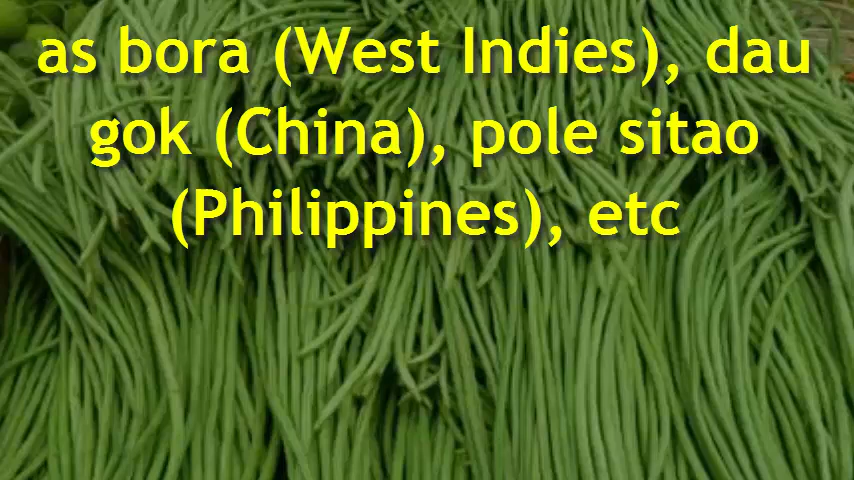 as bora (West Indies), dau
gok (China), pole sitao
(Philippines), etc